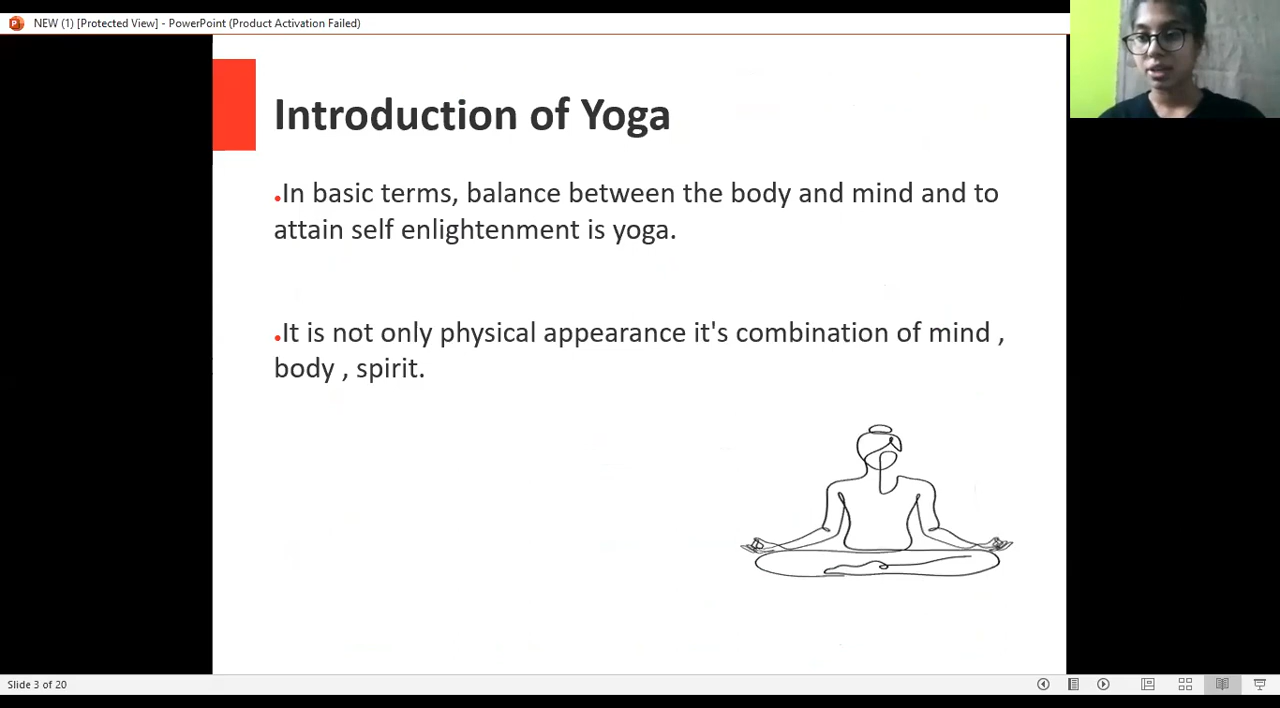 NEW (1) [Protected View] - PowerPoint (Product Activation Failed)
Introduction of Yoga
•In basic terms, balance between the body and mind and to
attain self enlightenment is yoga.
•It is not only physical appearance it's combination of mind ,
body , spirit.
Slide 3 of 20